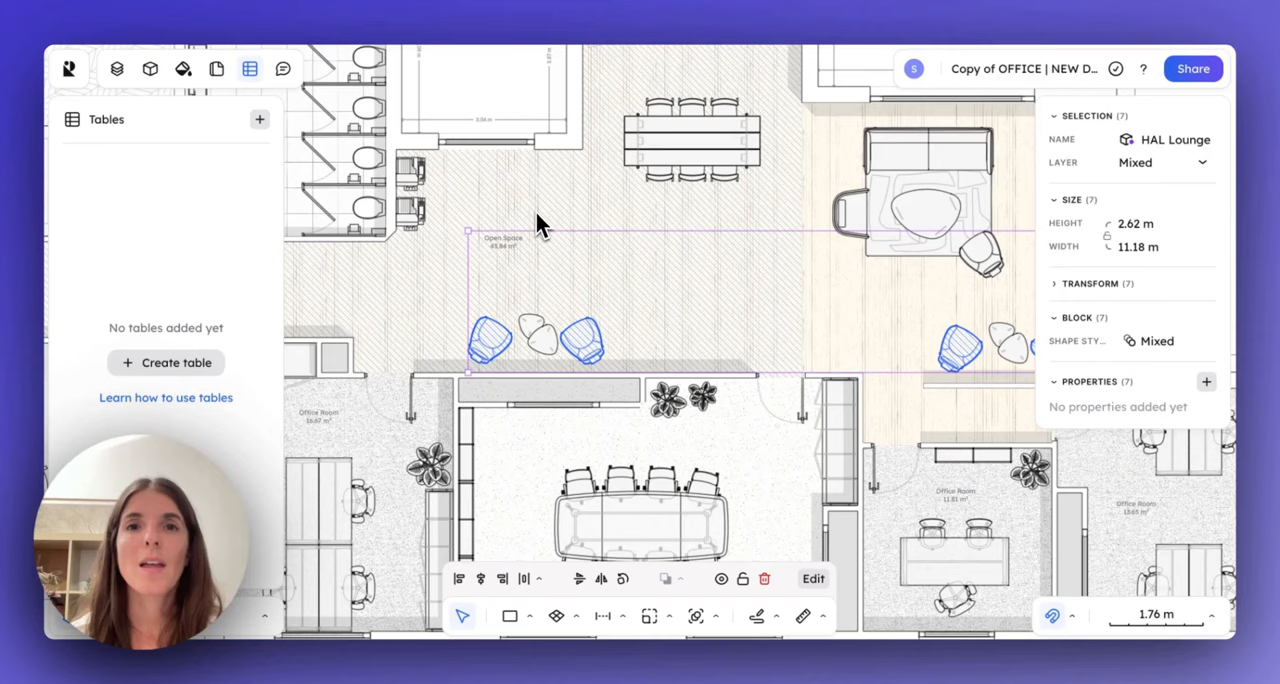 S
Copy of OFFICE | NEW D...
?
Share
Tables
+
No tables added yet
+ Create table
Learn how to use tables
SELECTION (7)
NAME
HAL Lounge
LAYER
Mixed
SIZE (7)
HEIGHT
2.62 m
WIDTH
11.18 m
TRANSFORM (7)
BLOCK (7)
SHAPE STY...
Mixed
PROPERTIES (7)
+
No properties added yet
Open Space
Office Room
Office Room
Office Room
Edit
1.76 m